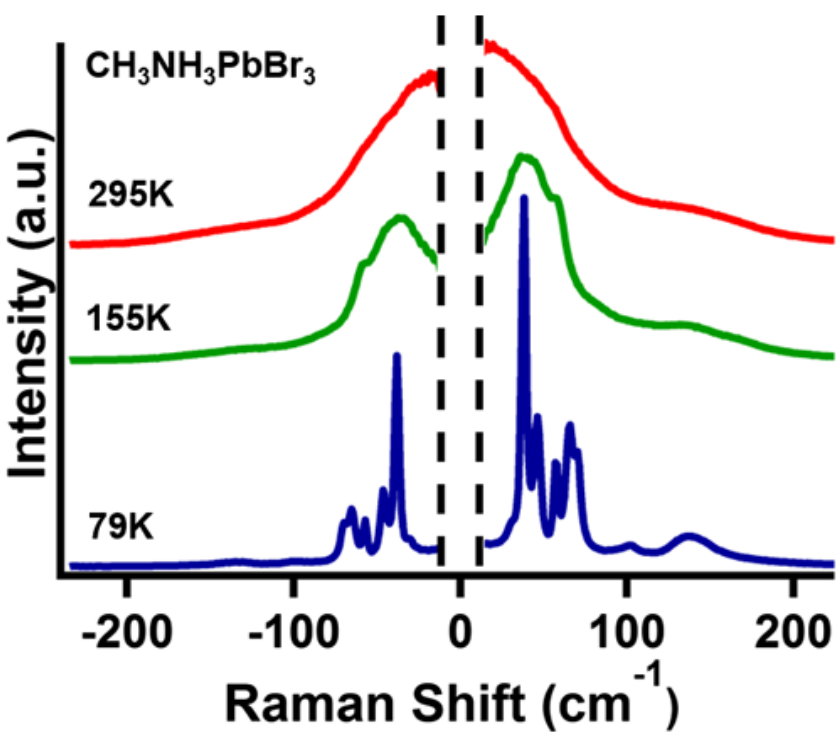 CH₃NH₃PbBr₃
295K
155K
79K
Intensity (a.u.)
-200 -100 0 100 200
Raman Shift (cm⁻¹)